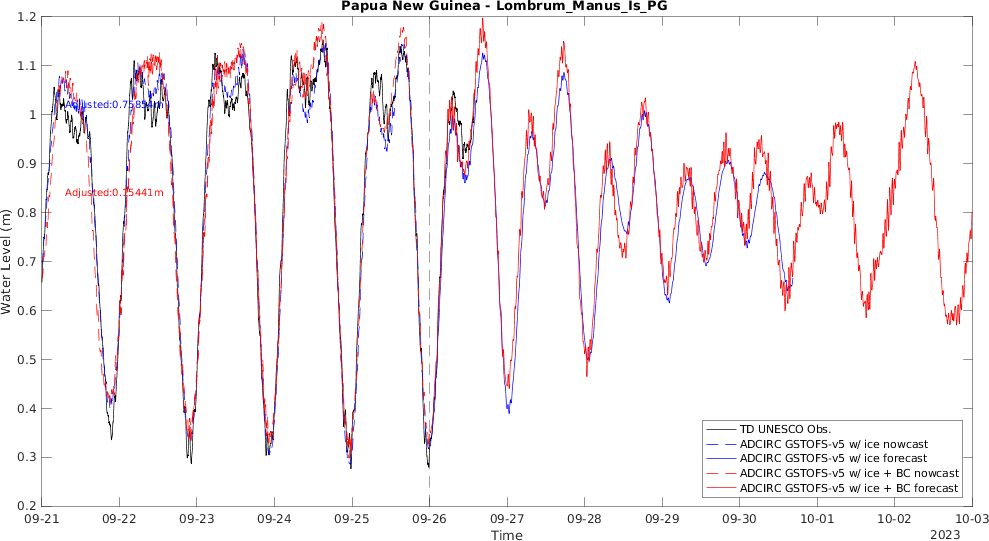 Papua New Guinea - Lombrum_Manus_Is_PG
1.2
1.1
1
0.9
0.8
0.7
0.6
0.5
0.4
0.3
0.2
Water Level (m)
Adjusted:0.15441m
TD UNESCO Obs.
ADCIRC GSTOFS-v5 w/ ice nowcast
ADCIRC GSTOFS-v5 w/ ice forecast
ADCIRC GSTOFS-v5 w/ ice + BC nowcast
ADCIRC GSTOFS-v5 w/ ice + BC forecast
09-21
09-22
09-23
09-24
09-25
09-26
09-27
09-28
09-29
09-30
10-01
10-02
10-03
Time
2023